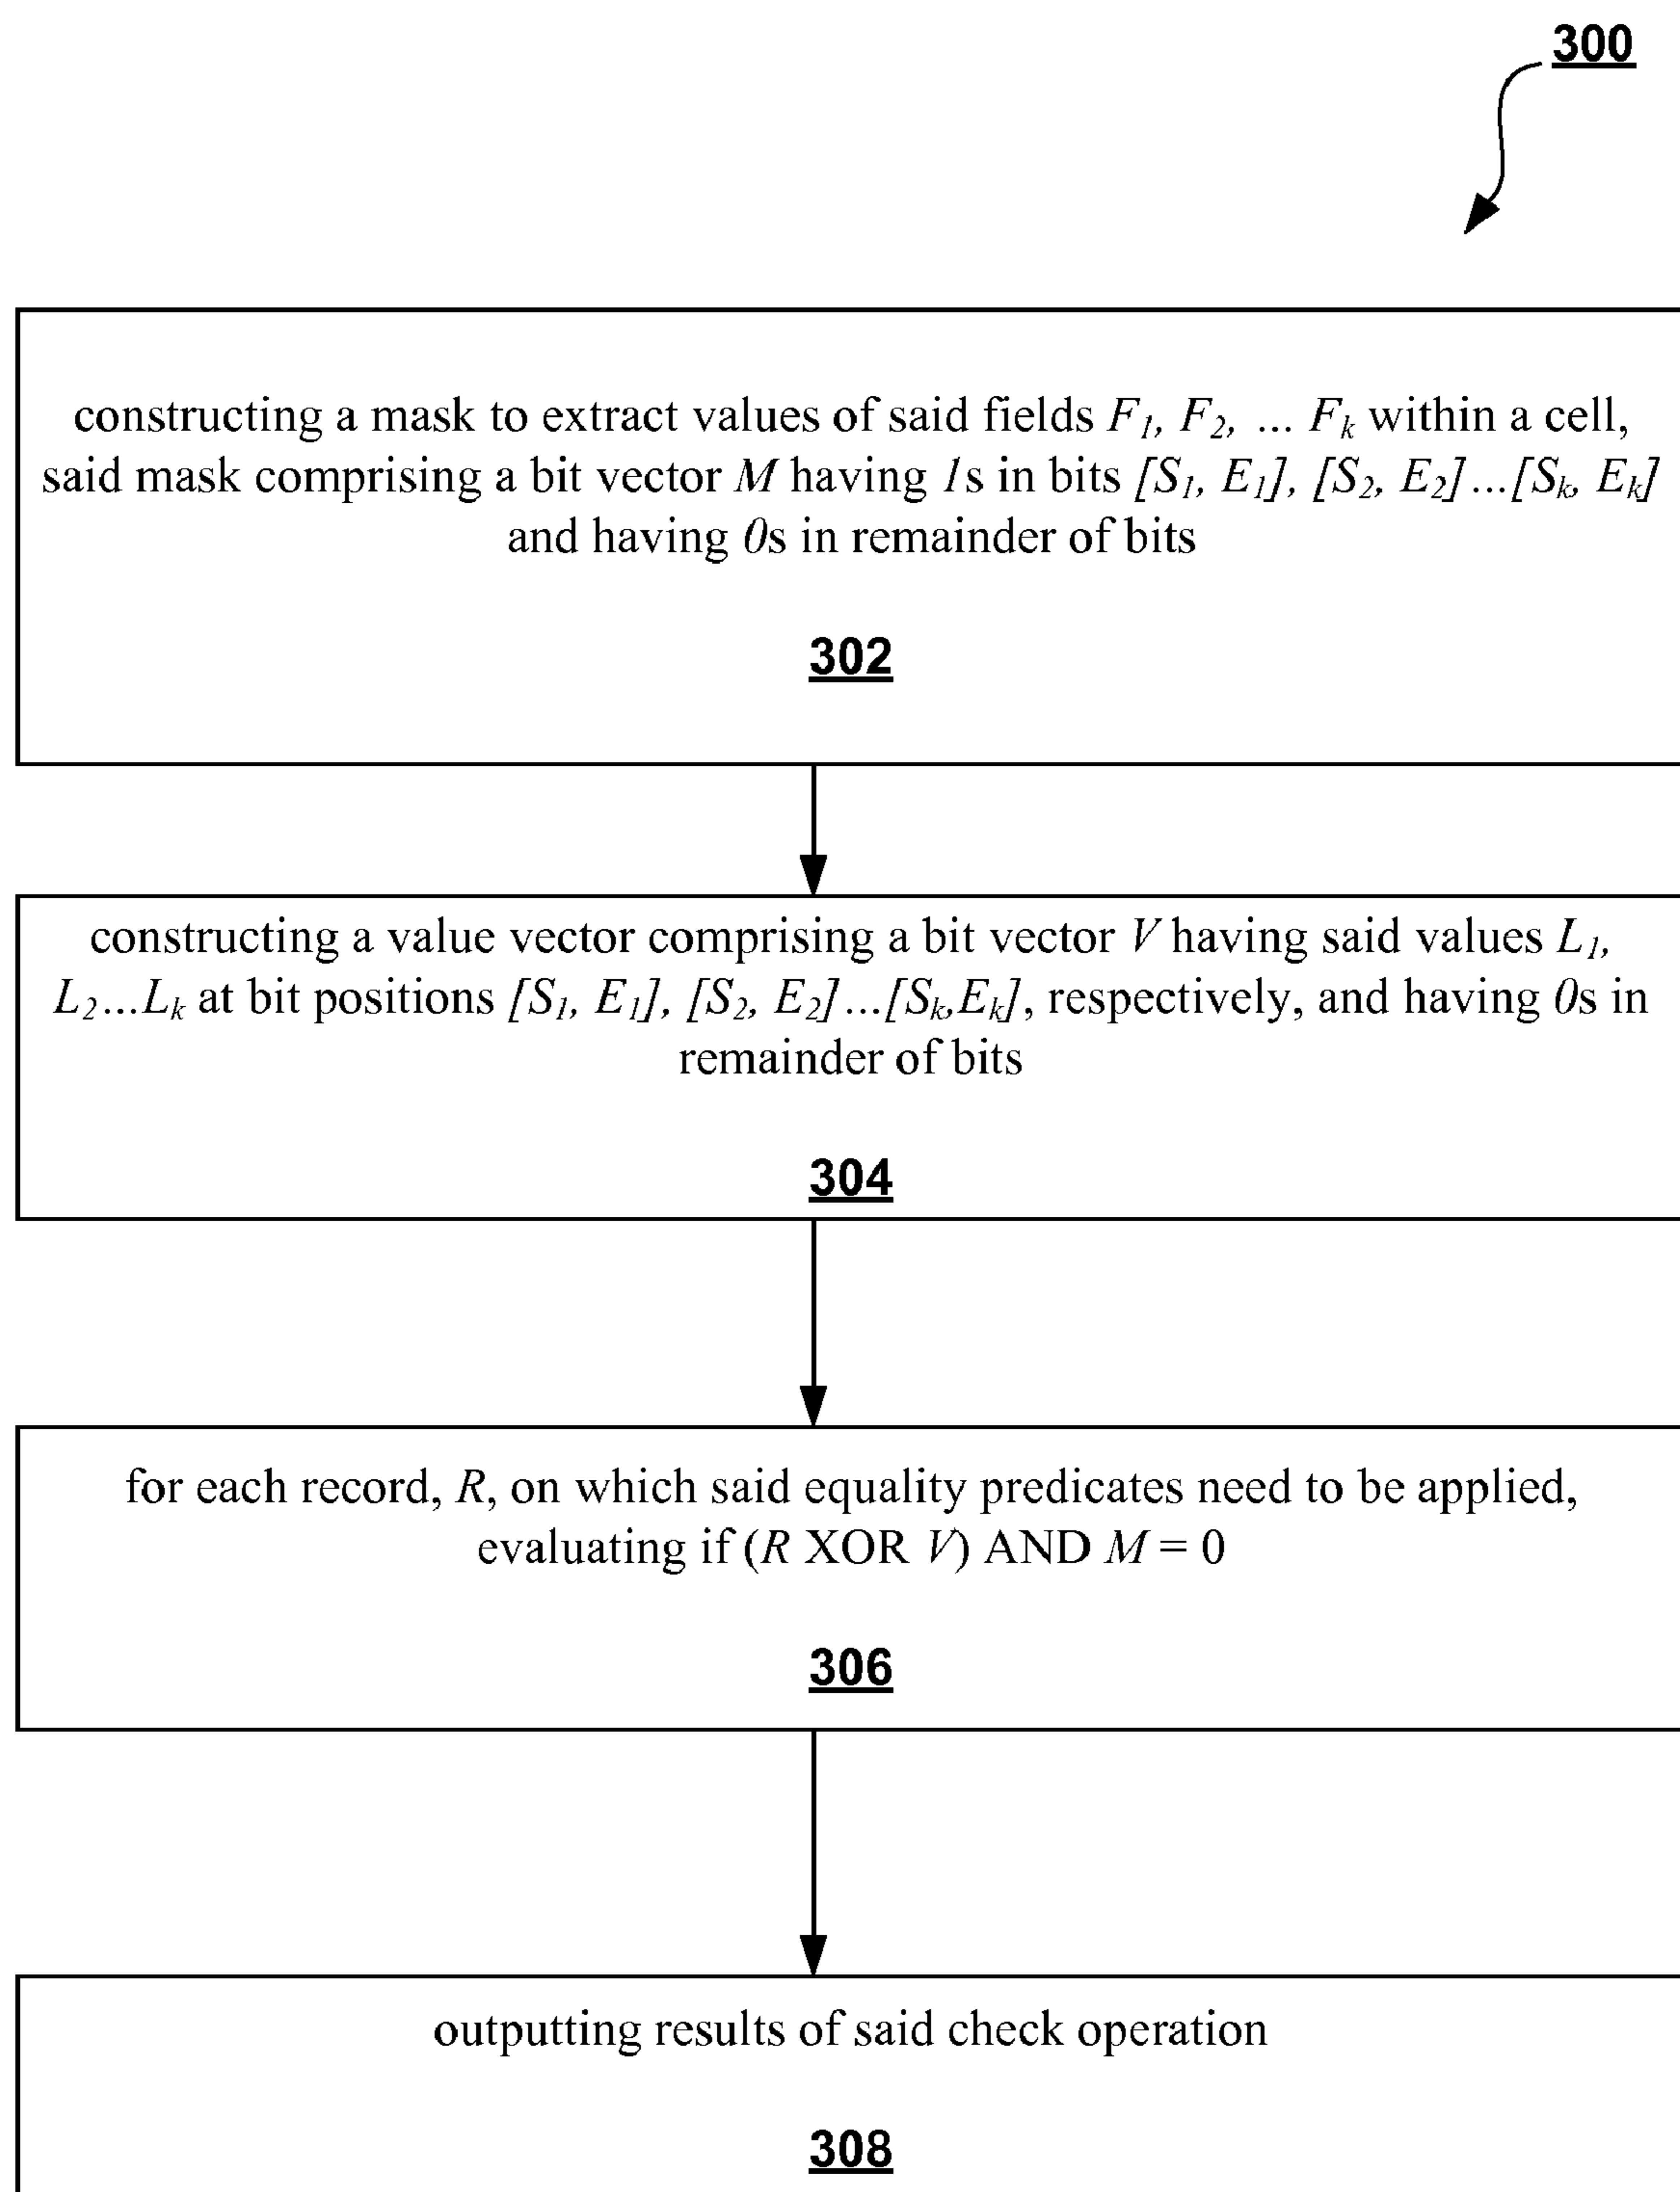 300
constructing a mask to extract values of said fields F₁, F₂, ... Fₖ within a cell,
said mask comprising a bit vector M having 1s in bits [S₁, E₁], [S₂, E₂]...[Sₖ, Eₖ]
and having 0s in remainder of bits
302
constructing a value vector comprising a bit vector V having said values L₁,
L₂...Lₖ at bit positions [S₁, E₁], [S₂, E₂]...[Sₖ,Eₖ], respectively, and having 0s in
remainder of bits
304
for each record, R, on which said equality predicates need to be applied,
evaluating if (R XOR V) AND M = 0
306
outputting results of said check operation
308